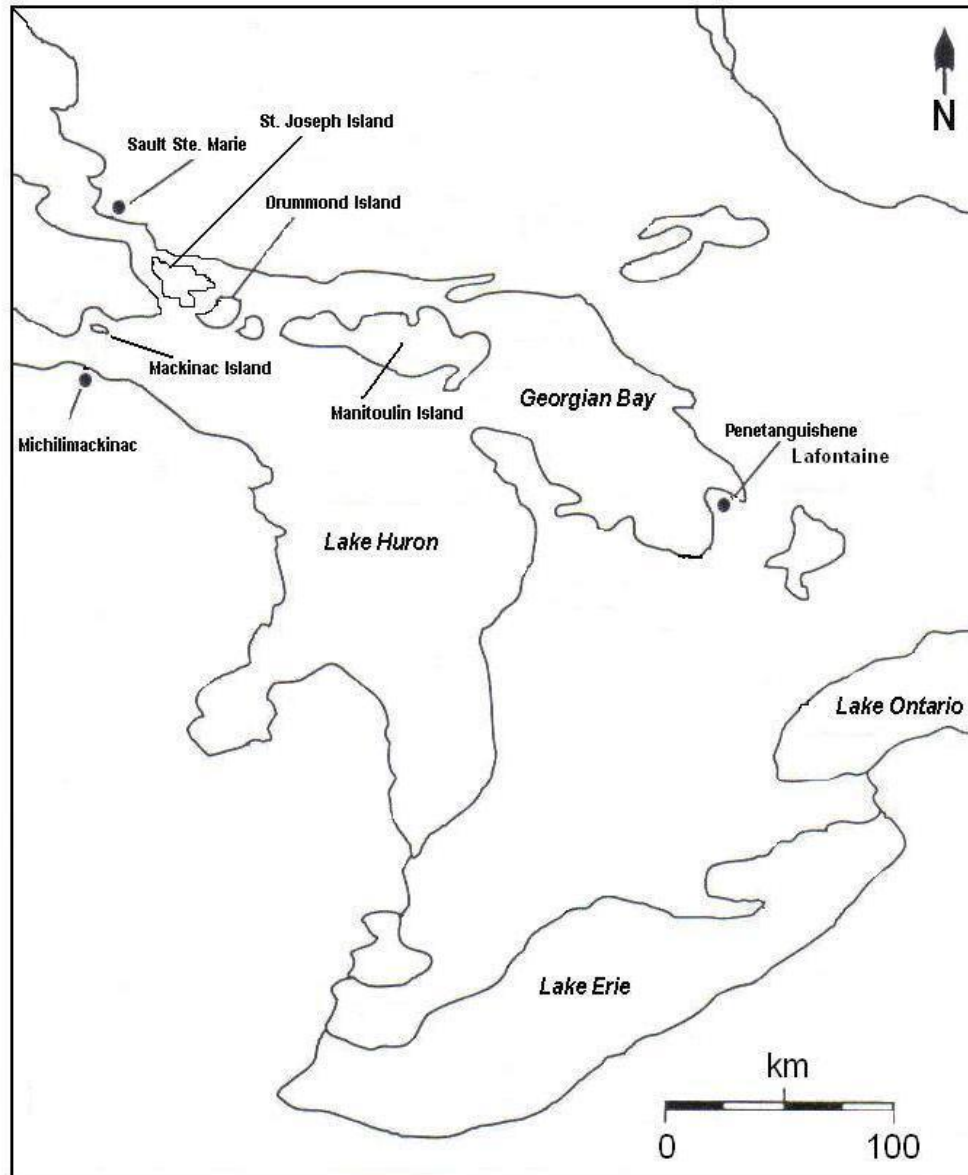 N
St. Joseph Island
Sault Ste. Marie
Drummond Island
Mackinac Island
Manitoulin Island
Georgian Bay
Michilimackinac
Penetanguishene
Lafontaine
Lake Huron
Lake Ontario
Lake Erie
km
0 100